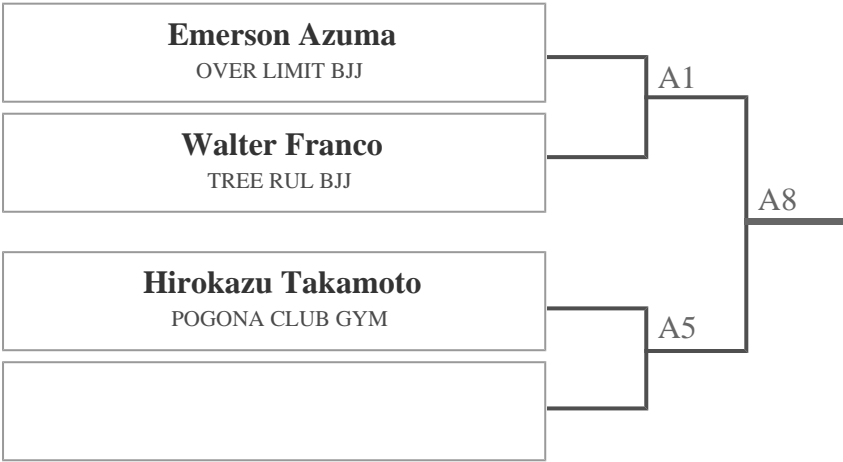 Emerson Azuma
OVER LIMIT BJJ
A1
Walter Franco
TREE RUL BJJ
A8
Hirokazu Takamoto
POGONA CLUB GYM
A5